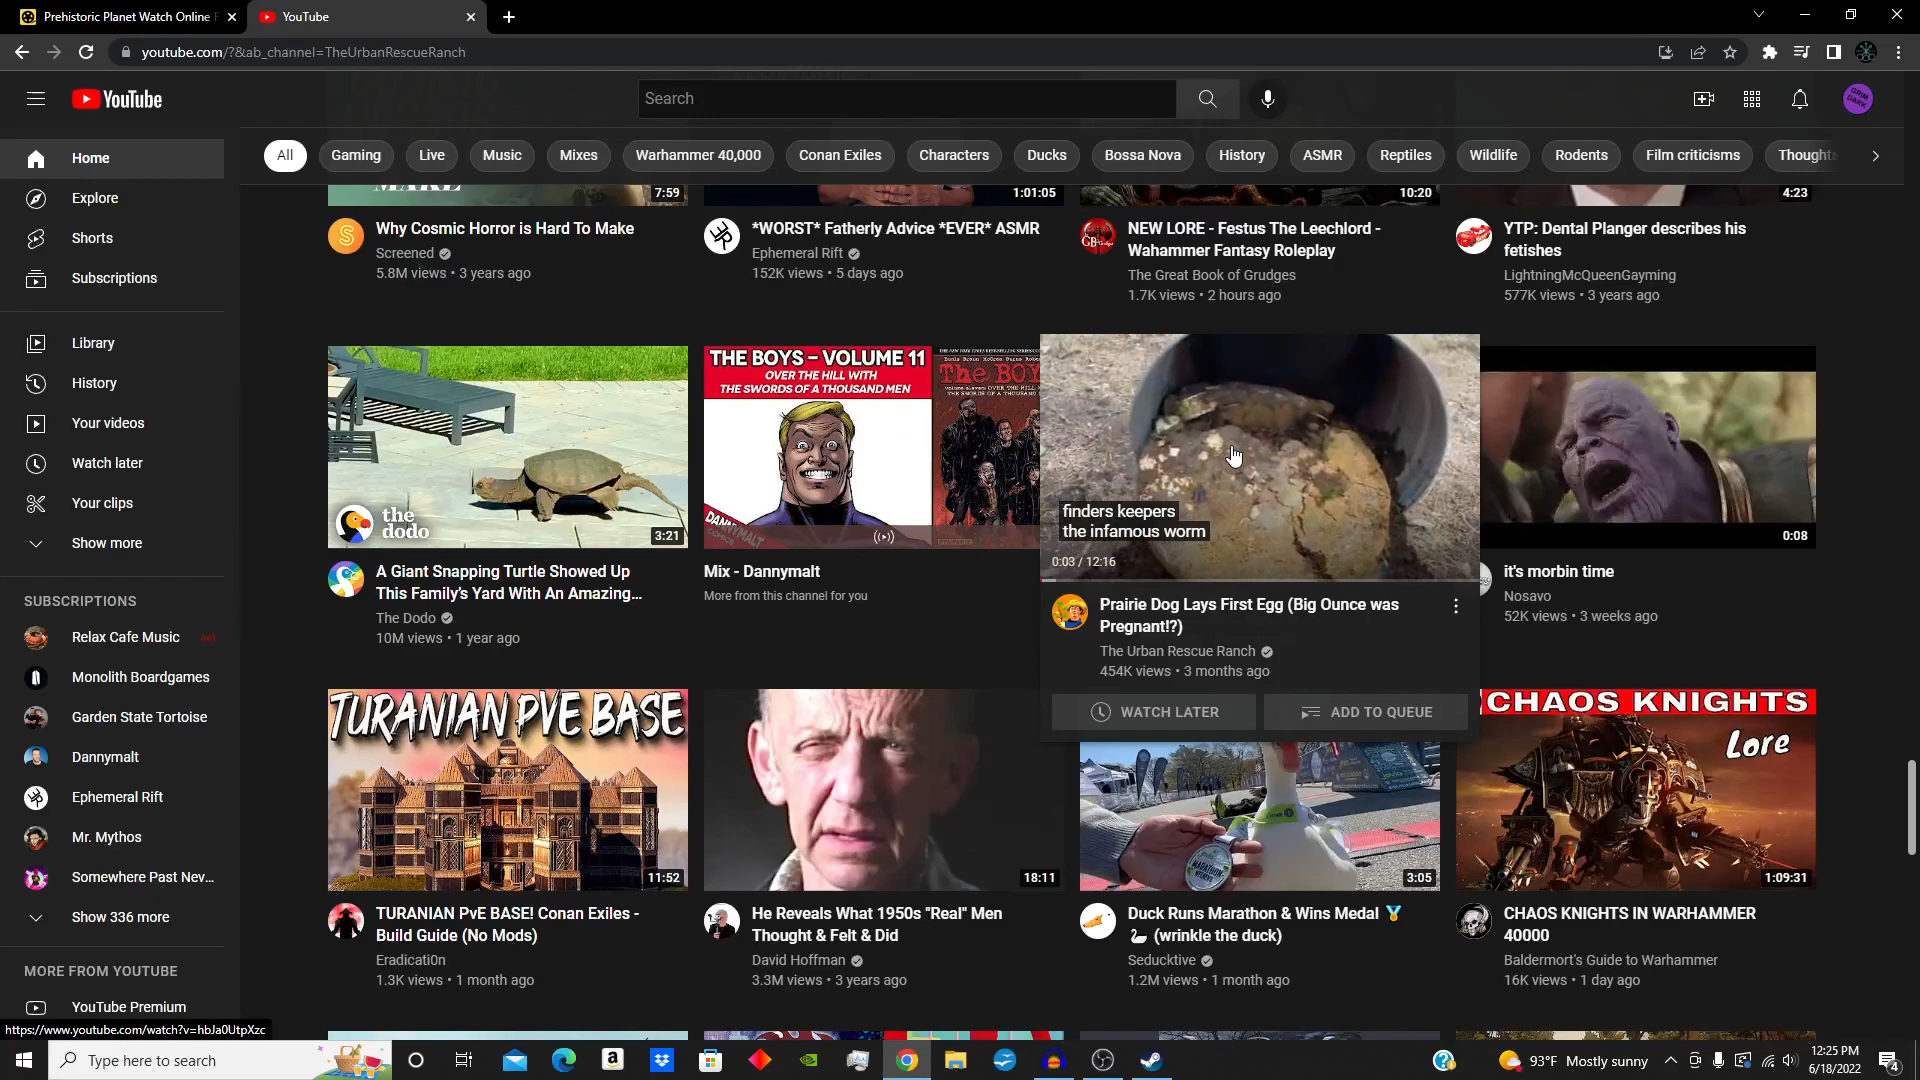 Prehistoric Planet Watch Online F
YouTube
youtube.com/?&ab_channel=TheUrbanRescueRanch
YouTube
Search
GRIM DARK
Home
Explore
Shorts
Subscriptions
Library
History
Your videos
Watch later
Your clips
Show more
SUBSCRIPTIONS
Relax Cafe Music
Monolith Boardgames
Garden State Tortoise
Dannymalt
Ephemeral Rift
Mr. Mythos
Somewhere Past Nev...
Show 336 more
MORE FROM YOUTUBE
YouTube Premium
All
Gaming
Live
Music
Mixes
Warhammer 40,000
Conan Exiles
Characters
Ducks
Bossa Nova
History
ASMR
Reptiles
Wildlife
Rodents
Film criticisms
Thoughts
MAKE
7:59
Why Cosmic Horror is Hard To Make
Screened
5.8M views • 3 years ago
1:01:05
*WORST* Fatherly Advice *EVER* ASMR
Ephemeral Rift
152K views • 5 days ago
10:20
NEW LORE - Festus The Leechlord -
Wahammer Fantasy Roleplay
The Great Book of Grudges
1.7K views • 2 hours ago
4:23
YTP: Dental Planger describes his
fetishes
LightningMcQueenGayming
577K views • 3 years ago
the
dodo
3:21
A Giant Snapping Turtle Showed Up
This Family's Yard With An Amazing...
The Dodo
10M views • 1 year ago
THE BOYS – VOLUME 11
OVER THE HILL WITH
THE SWORDS OF A THOUSAND MEN
The BOY
DANNYMALT
COMICS
Mix - Dannymalt
More from this channel for you
finders keepers
the infamous worm
0:03 / 12:16
Prairie Dog Lays First Egg (Big Ounce was
Pregnant!?)
The Urban Rescue Ranch
454K views • 3 months ago
WATCH LATER
ADD TO QUEUE
0:08
it's morbin time
Nosavo
52K views • 3 weeks ago
TURANIAN PVE BASE
11:52
TURANIAN PvE BASE! Conan Exiles -
Build Guide (No Mods)
Eradicati0n
1.3K views • 1 month ago
18:11
He Reveals What 1950s "Real" Men
Thought & Felt & Did
David Hoffman
3.3M views • 3 years ago
MARATHON
3:05
Duck Runs Marathon & Wins Medal 🏅
🦢 (wrinkle the duck)
Seducktive
1.2M views • 1 month ago
CHAOS KNIGHTS
Lore
1:09:31
CHAOS KNIGHTS IN WARHAMMER
40000
Baldermort's Guide to Warhammer
16K views • 1 day ago
https://www.youtube.com/watch?v=hbJa0UtpXzc
Type here to search
93°F Mostly sunny
12:25 PM
6/18/2022
4